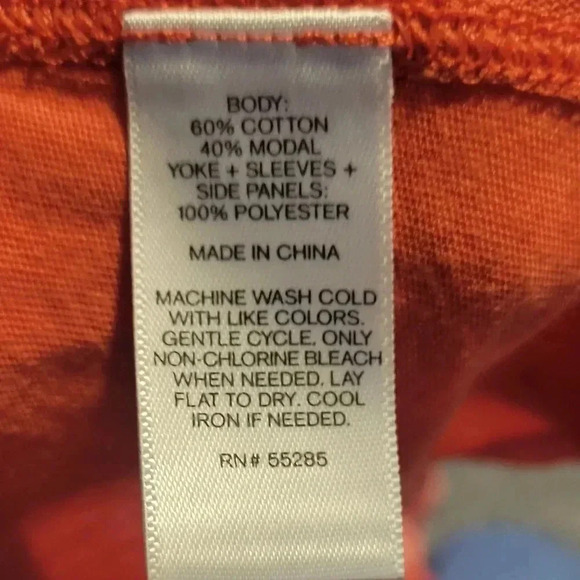 BODY:
60% COTTON
40% MODAL
YOKE + SLEEVES +
SIDE PANELS:
100% POLYESTER
MADE IN CHINA
MACHINE WASH COLD
WITH LIKE COLORS.
GENTLE CYCLE. ONLY
NON-CHLORINE BLEACH
WHEN NEEDED. LAY
FLAT TO DRY. COOL
IRON IF NEEDED.
RN# 55285